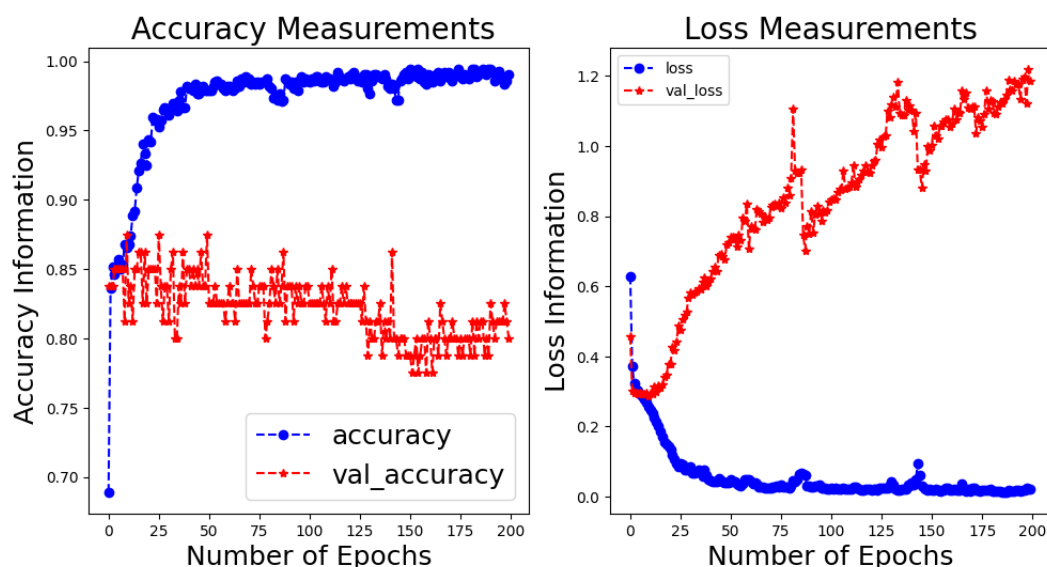 Accuracy Measurements
Accuracy Information
1.00
0.95
0.90
0.85
0.80
0.75
0.70
accuracy
val_accuracy
0 25 50 75 100 125 150 175 200
Number of Epochs
Loss Measurements
Loss Information
loss
val_loss
1.2
1.0
0.8
0.6
0.4
0.2
0.0
0 25 50 75 100 125 150 175 200
Number of Epochs